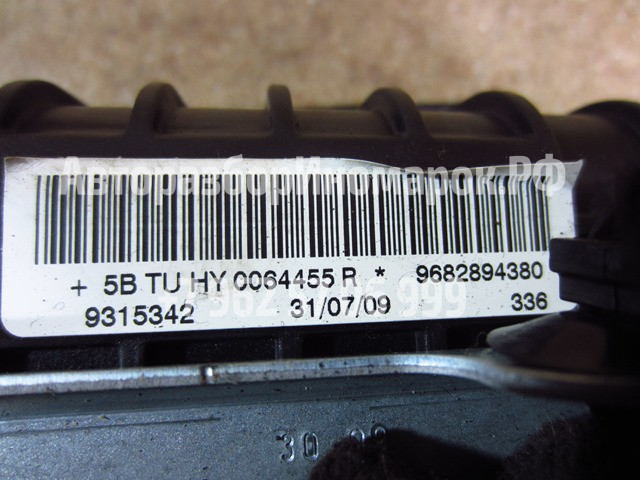 АвторазборИномарок.РФ
+ 5B TU HY 0064455 R * 9682894380
9315342 31/07/09 336